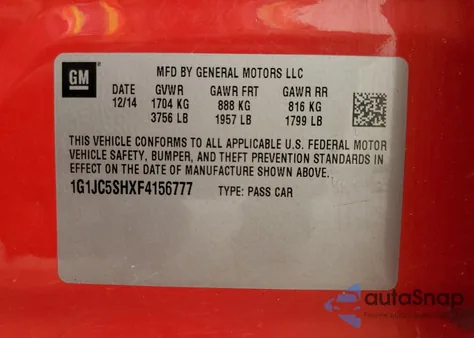 GM
MFD BY GENERAL MOTORS LLC
DATE GVWR GAWR FRT GAWR RR
12/14 1704 KG 888 KG 816 KG
3756 LB 1957 LB 1799 LB
THIS VEHICLE CONFORMS TO ALL APPLICABLE U.S. FEDERAL MOTOR
VEHICLE SAFETY, BUMPER, AND THEFT PREVENTION STANDARDS IN
EFFECT ON THE DATE OF MANUFACTURE SHOWN ABOVE.
1G1JC5SHXF4156777 TYPE: PASS CAR
autoSnap